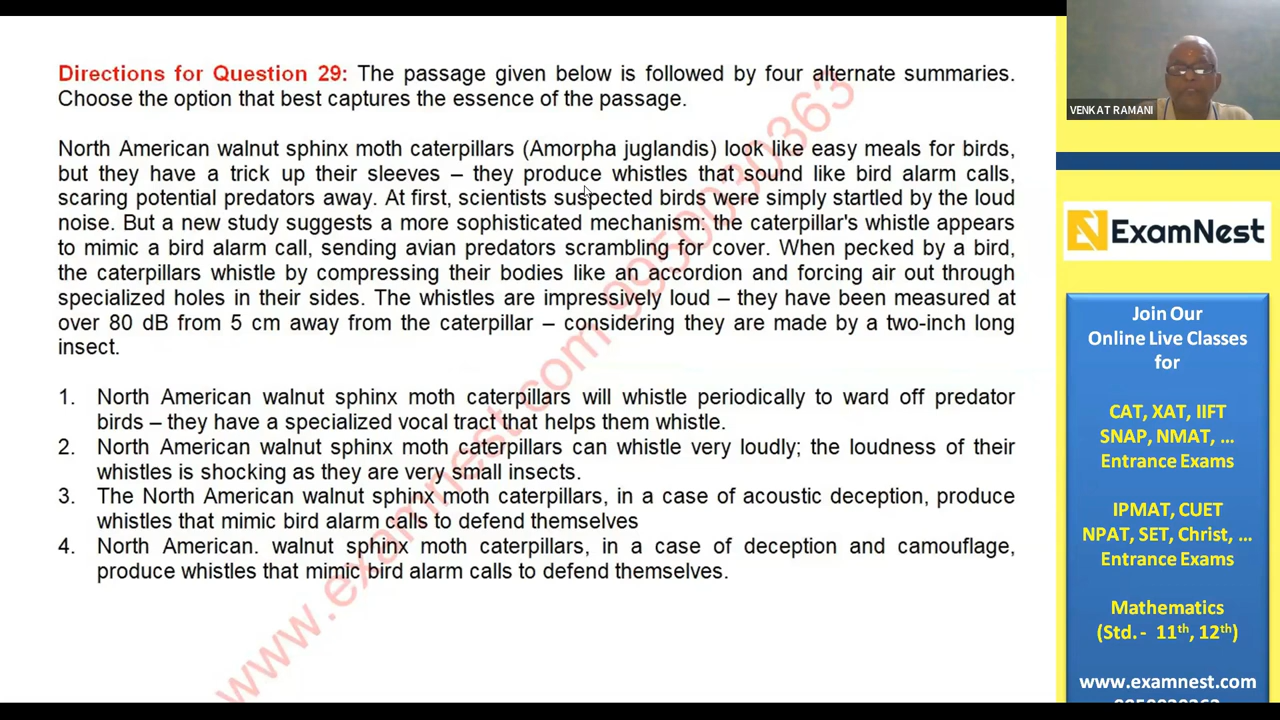 Directions for Question 29: The passage given below is followed by four alternate summaries.
Choose the option that best captures the essence of the passage.
North American walnut sphinx moth caterpillars (Amorpha juglandis) look like easy meals for birds,
but they have a trick up their sleeves – they produce whistles that sound like bird alarm calls,
scaring potential predators away. At first, scientists suspected birds were simply startled by the loud
noise. But a new study suggests a more sophisticated mechanism: the caterpillar's whistle appears
to mimic a bird alarm call, sending avian predators scrambling for cover. When pecked by a bird,
the caterpillars whistle by compressing their bodies like an accordion and forcing air out through
specialized holes in their sides. The whistles are impressively loud – they have been measured at
over 80 dB from 5 cm away from the caterpillar – considering they are made by a two-inch long
insect.
1. North American walnut sphinx moth caterpillars will whistle periodically to ward off predator
birds – they have a specialized vocal tract that helps them whistle.
2. North American walnut sphinx moth caterpillars can whistle very loudly; the loudness of their
whistles is shocking as they are very small insects.
3. The North American walnut sphinx moth caterpillars, in a case of acoustic deception, produce
whistles that mimic bird alarm calls to defend themselves
4. North American. walnut sphinx moth caterpillars, in a case of deception and camouflage,
produce whistles that mimic bird alarm calls to defend themselves.
www.examnest.com 9950930363
VENKAT RAMANI
N ExamNest
Join Our
Online Live Classes
for
CAT, XAT, IIFT
SNAP, NMAT, ...
Entrance Exams
IPMAT, CUET
NPAT, SET, Christ, ...
Entrance Exams
Mathematics
(Std. - 11th, 12th)
www.examnest.com